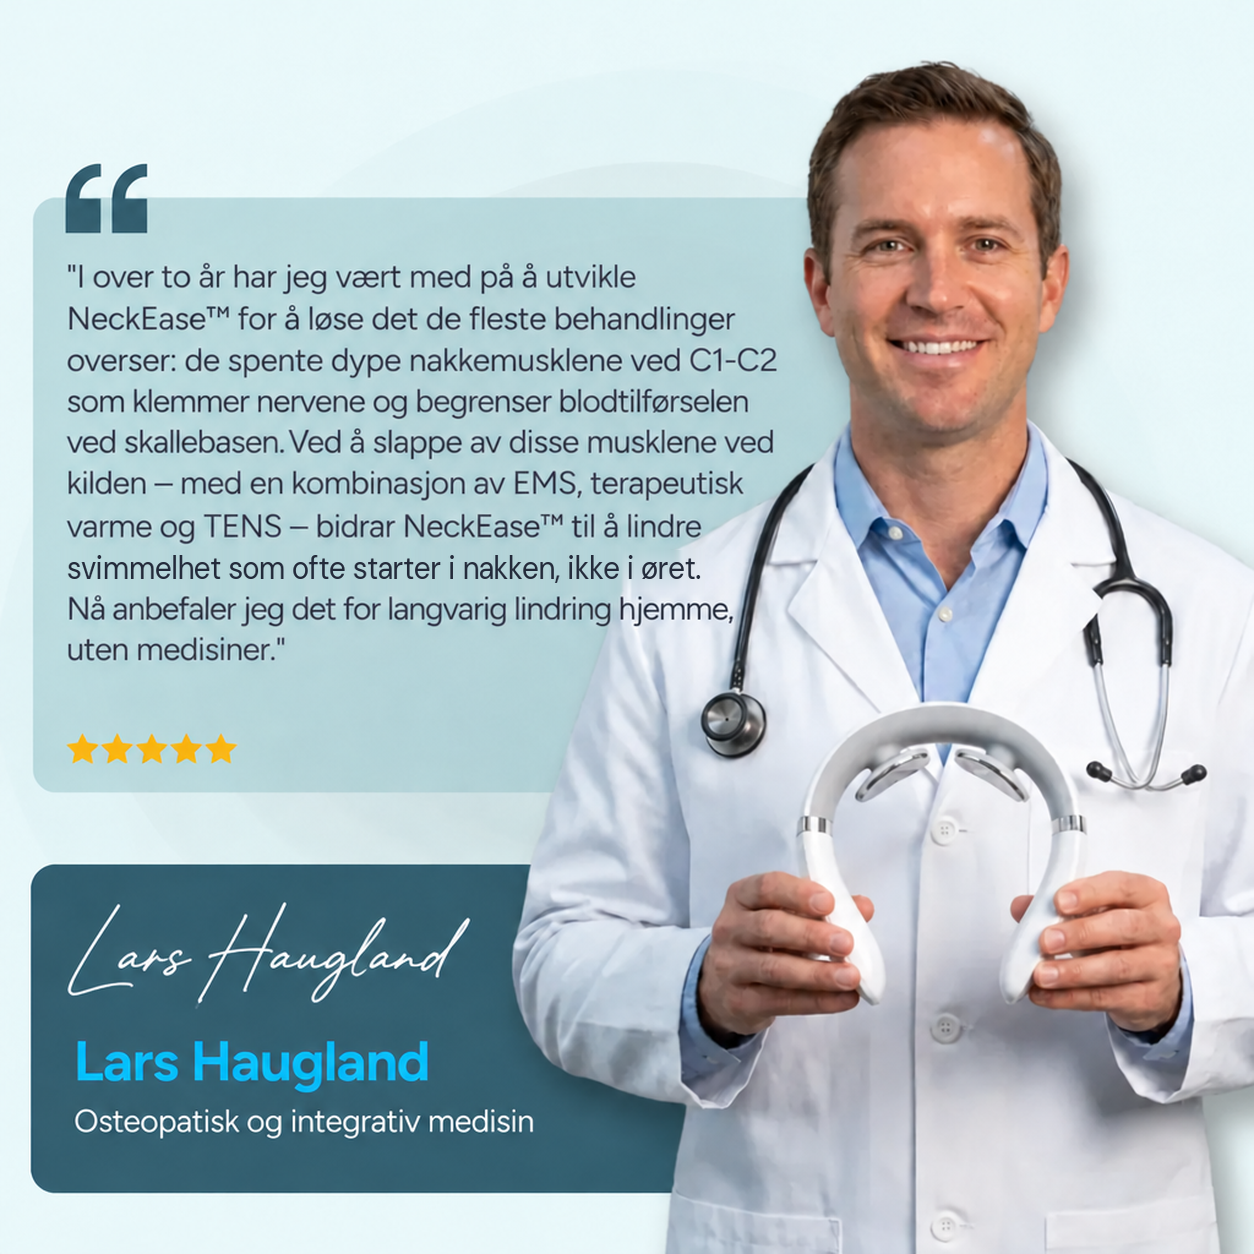 "I over to år har jeg vært med på å utvikle
NeckEase™ for å løse det de fleste behandlinger
overser: de spente dype nakkemusklene ved C1-C2
som klemmer nervene og begrenser blodtilførselen
ved skallebasen. Ved å slappe av disse musklene ved
kilden – med en kombinasjon av EMS, terapeutisk
varme og TENS – bidrar NeckEase™ til å lindre
svimmelhet som ofte starter i nakken, ikke i øret.
Nå anbefaler jeg det for langvarig lindring hjemme,
uten medisiner."
Lars Haugland
Lars Haugland
Osteopatisk og integrativ medisin